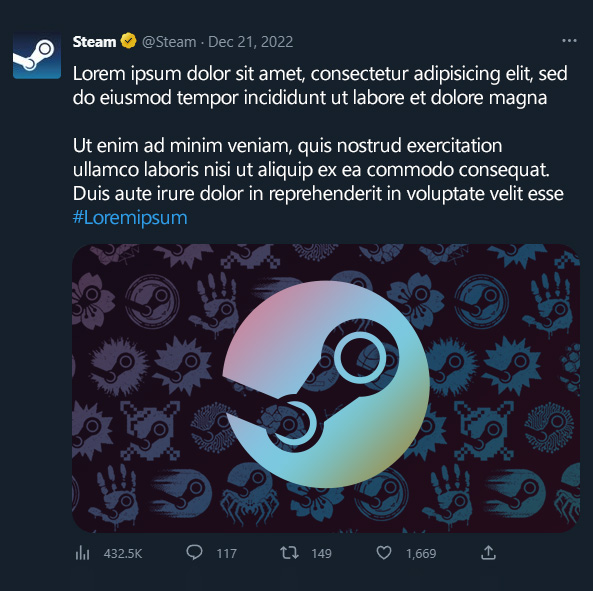 Steam @Steam · Dec 21, 2022
Lorem ipsum dolor sit amet, consectetur adipisicing elit, sed
do eiusmod tempor incididunt ut labore et dolore magna
Ut enim ad minim veniam, quis nostrud exercitation
ullamco laboris nisi ut aliquip ex ea commodo consequat.
Duis aute irure dolor in reprehenderit in voluptate velit esse
#Loremipsum
432.5K 117 149 1,669